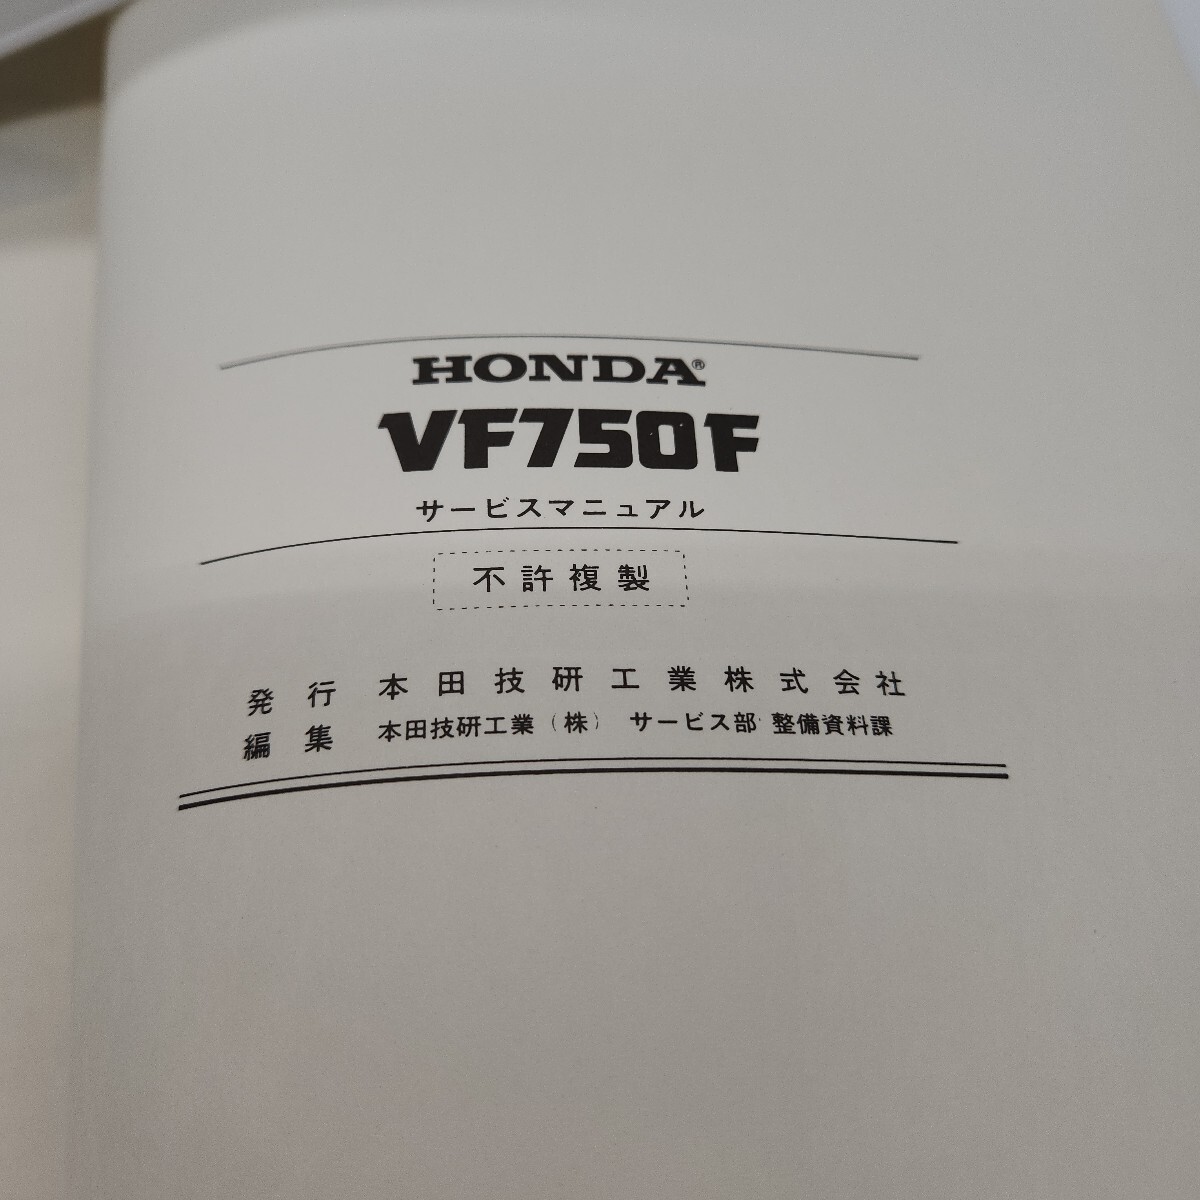 HONDA®
VF750F
サービスマニュアル
不許複製
発行 本田技研工業株式会社
編集 本田技研工業（株） サービス部 整備資料課